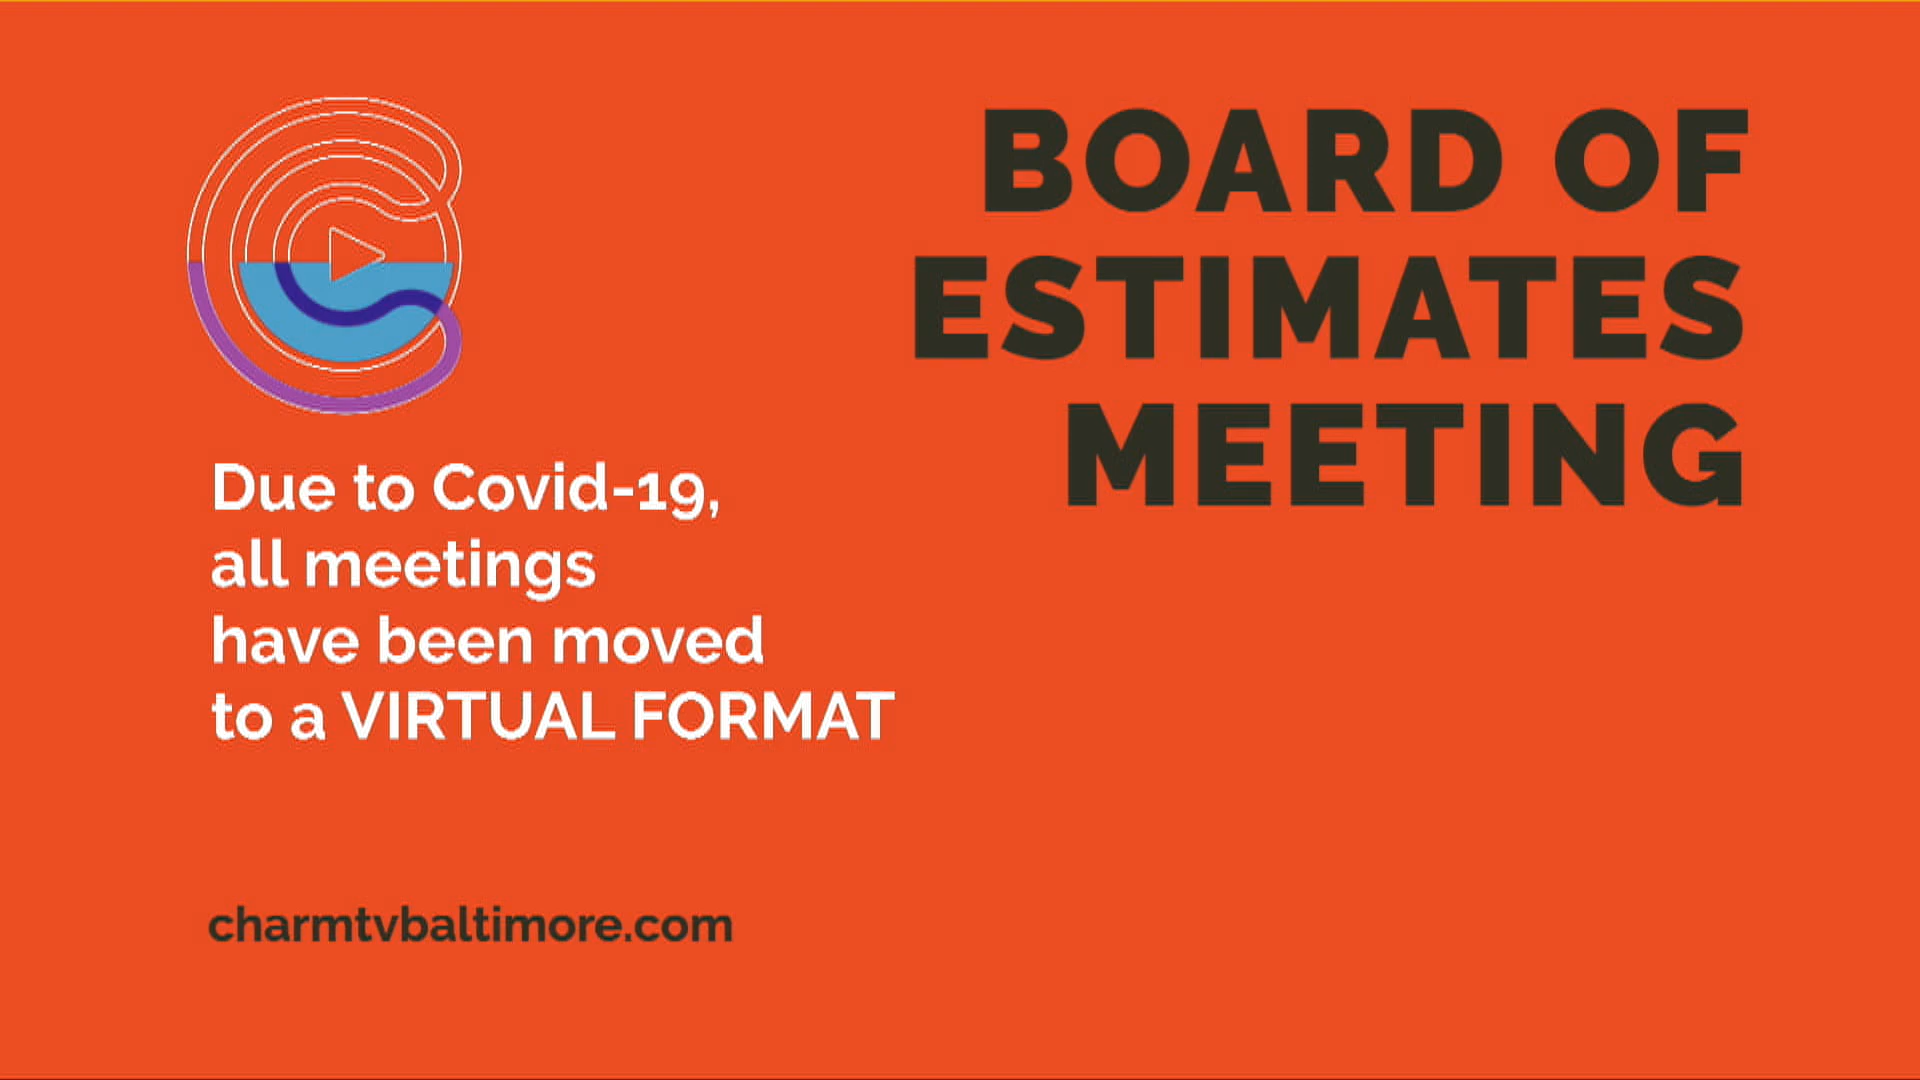 BOARD OF
ESTIMATES
MEETING
Due to Covid-19,
all meetings
have been moved
to a VIRTUAL FORMAT
charmtvbaltimore.com